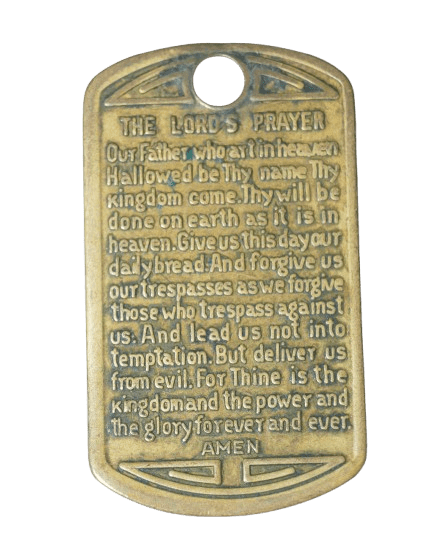 THE LORD'S PRAYER
Our Father who art in heaven
Hallowed be Thy name Thy
kingdom come. Thy will be
done on earth as it is in
heaven. Give us this day our
daily bread. And forgive us
our trespasses as we forgive
those who trespass against
us. And lead us not into
temptation. But deliver us
from evil. For Thine is the
kingdom and the power and
the glory forever and ever.
AMEN